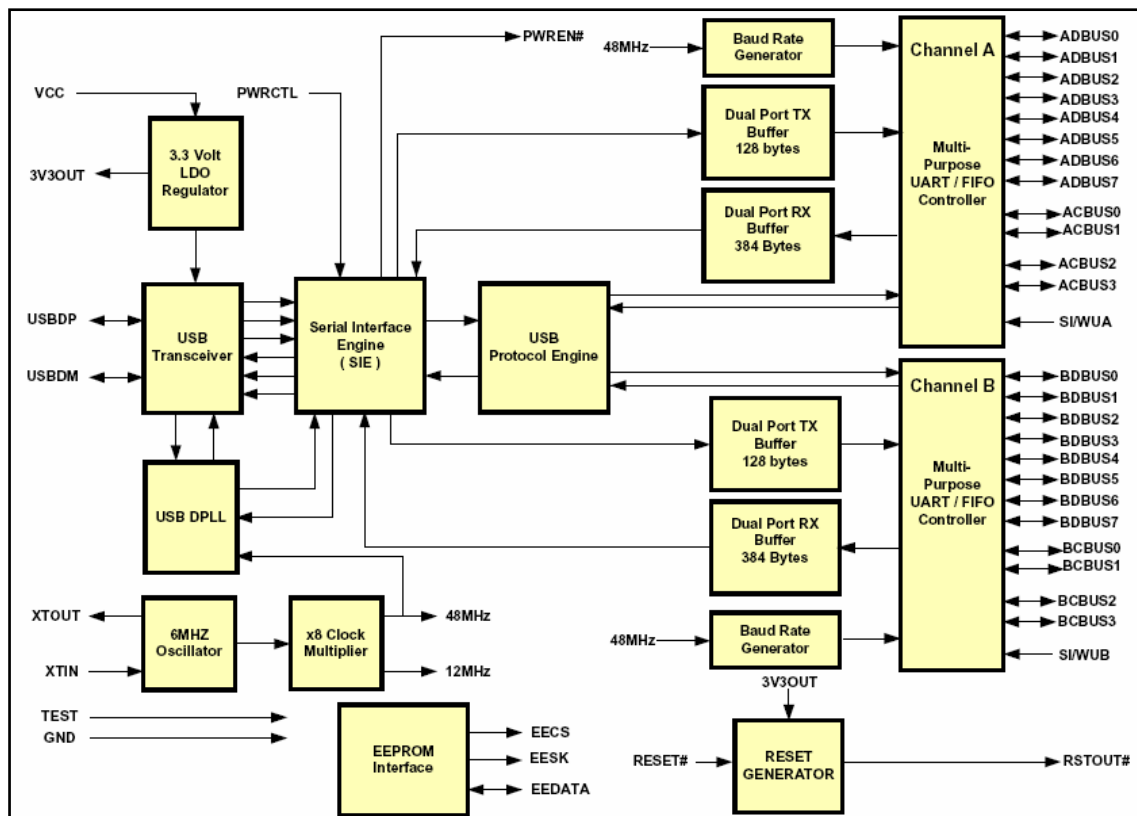 PWREN#
48MHz
Baud Rate
Generator
Channel A
ADBUS0
ADBUS1
ADBUS2
ADBUS3
ADBUS4
ADBUS5
ADBUS6
ADBUS7
ACBUS0
ACBUS1
ACBUS2
ACBUS3
SI/WUA
VCC
PWRCTL
3.3 Volt
LDO
Regulator
3V3OUT
Dual Port TX
Buffer
128 bytes
Multi-
Purpose
UART / FIFO
Controller
Dual Port RX
Buffer
384 Bytes
USBDP
USBDM
USB
Transceiver
Serial Interface
Engine
( SIE )
USB
Protocol Engine
Channel B
BDBUS0
BDBUS1
BDBUS2
BDBUS3
BDBUS4
BDBUS5
BDBUS6
BDBUS7
BCBUS0
BCBUS1
BCBUS2
BCBUS3
SI/WUB
Dual Port TX
Buffer
128 bytes
Multi-
Purpose
UART / FIFO
Controller
USB DPLL
Dual Port RX
Buffer
384 Bytes
XTOUT
XTIN
6MHZ
Oscillator
x8 Clock
Multiplier
48MHz
12MHz
48MHz
Baud Rate
Generator
TEST
GND
EEPROM
Interface
EECS
EESK
EEDATA
3V3OUT
RESET#
RESET
GENERATOR
RSTOUT#